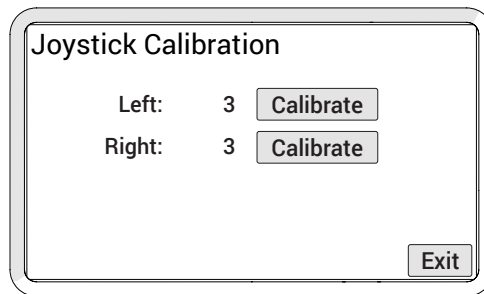 Joystick Calibration
Left: 3 Calibrate
Right: 3 Calibrate
Exit